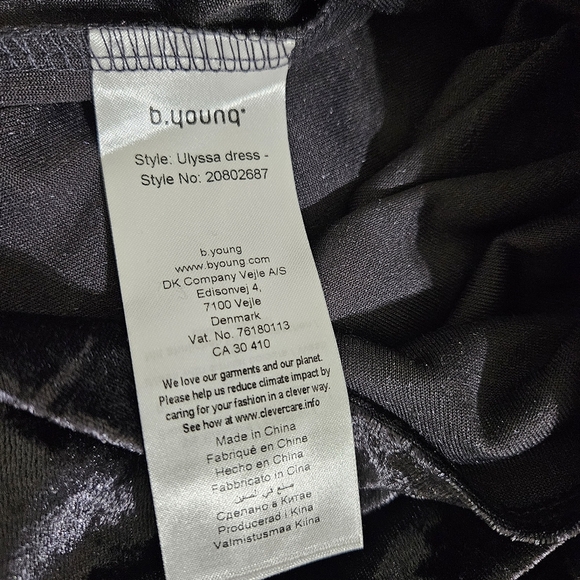 b.young
Style: Ulyssa dress -
Style No: 20802687
b.young
www.byoung.com
DK Company Vejle A/S
Edisonvej 4,
7100 Vejle
Denmark
Vat. No. 76180113
CA 30 410
We love our garments and our planet.
Please help us reduce climate impact by
caring for your fashion in a clever way.
See how at www.clevercare.info
Made in China
Fabriqué en Chine
Hecho en China
Fabbricato in Cina
صنع في الصين
Сделано в Китае
Producerad i Kina
Valmistusmaa Kiina